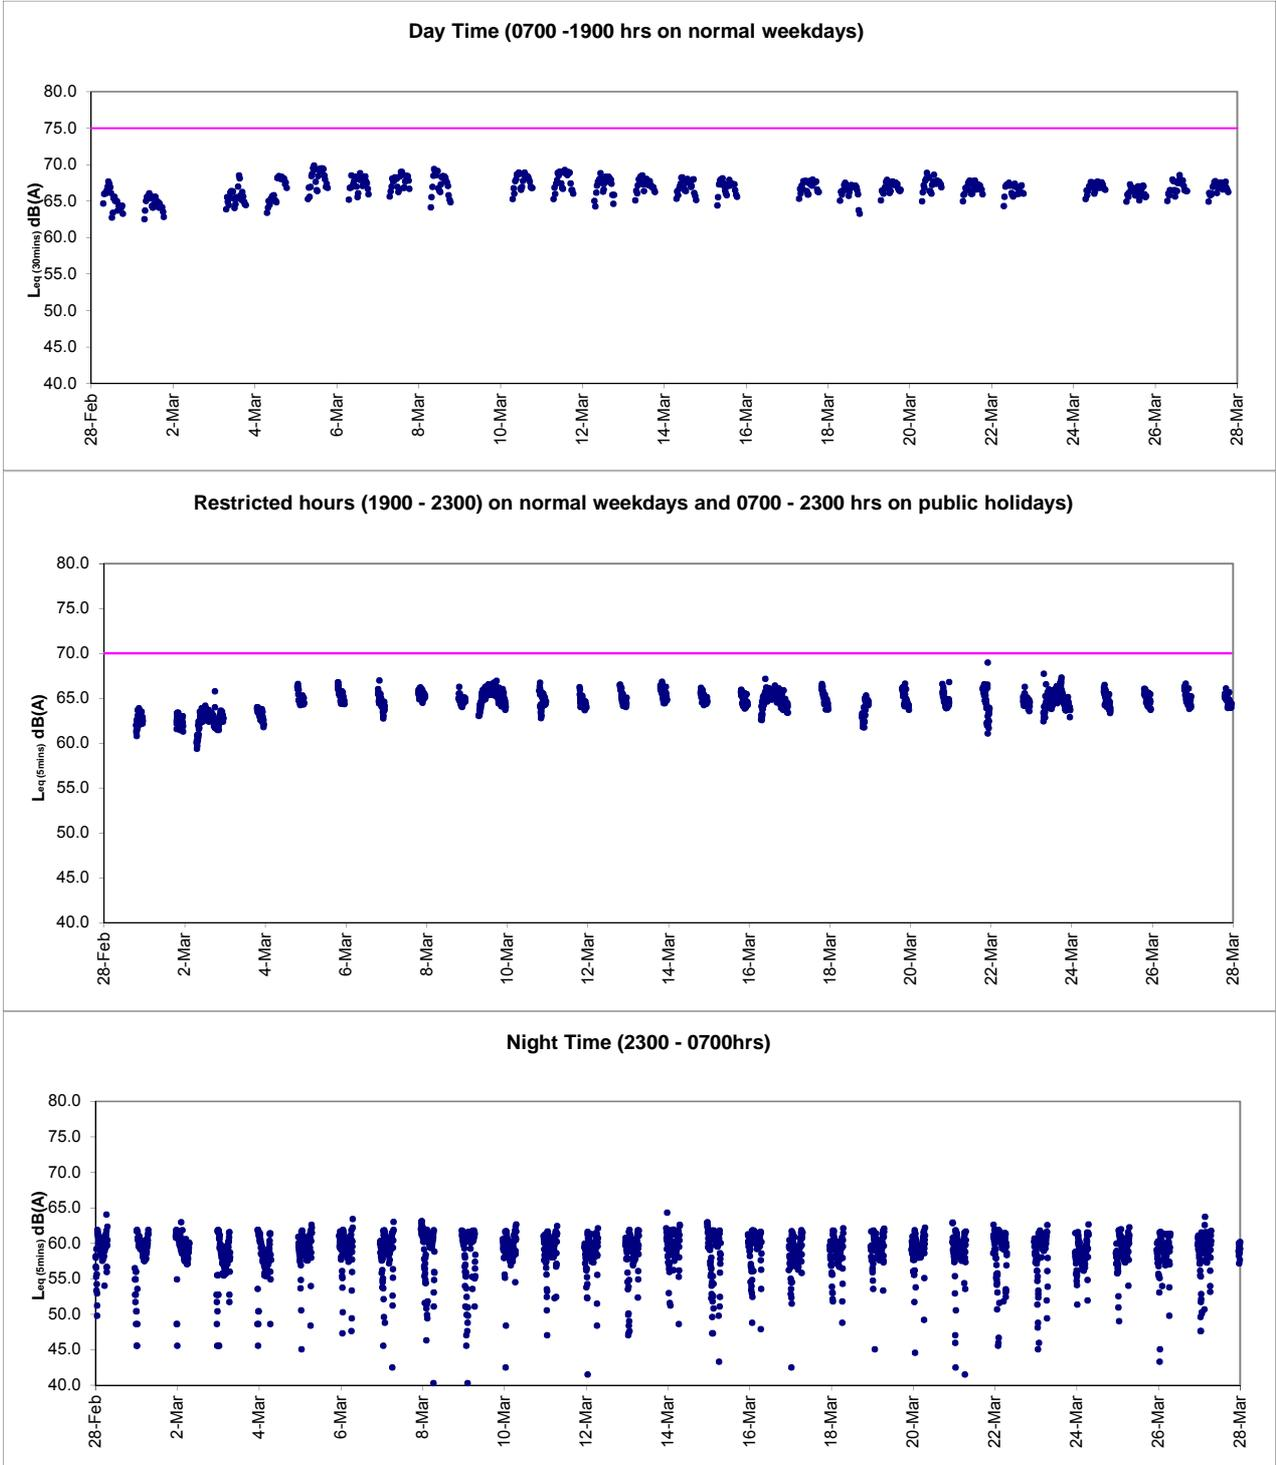 Day Time (0700 -1900 hrs on normal weekdays)
Leq (30mins) dB(A)
80.0
75.0
70.0
65.0
60.0
55.0
50.0
45.0
40.0
28-Feb
2-Mar
4-Mar
6-Mar
8-Mar
10-Mar
12-Mar
14-Mar
16-Mar
18-Mar
20-Mar
22-Mar
24-Mar
26-Mar
28-Mar
Restricted hours (1900 - 2300) on normal weekdays and 0700 - 2300 hrs on public holidays)
Leq (5mins) dB(A)
80.0
75.0
70.0
65.0
60.0
55.0
50.0
45.0
40.0
28-Feb
2-Mar
4-Mar
6-Mar
8-Mar
10-Mar
12-Mar
14-Mar
16-Mar
18-Mar
20-Mar
22-Mar
24-Mar
26-Mar
28-Mar
Night Time (2300 - 0700hrs)
Leq (5mins) dB(A)
80.0
75.0
70.0
65.0
60.0
55.0
50.0
45.0
40.0
28-Feb
2-Mar
4-Mar
6-Mar
8-Mar
10-Mar
12-Mar
14-Mar
16-Mar
18-Mar
20-Mar
22-Mar
24-Mar
26-Mar
28-Mar